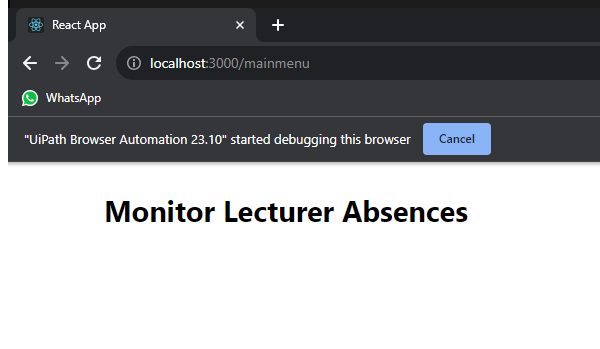 React App
localhost:3000/mainmenu
WhatsApp
"UiPath Browser Automation 23.10" started debugging this browser Cancel
Monitor Lecturer Absences